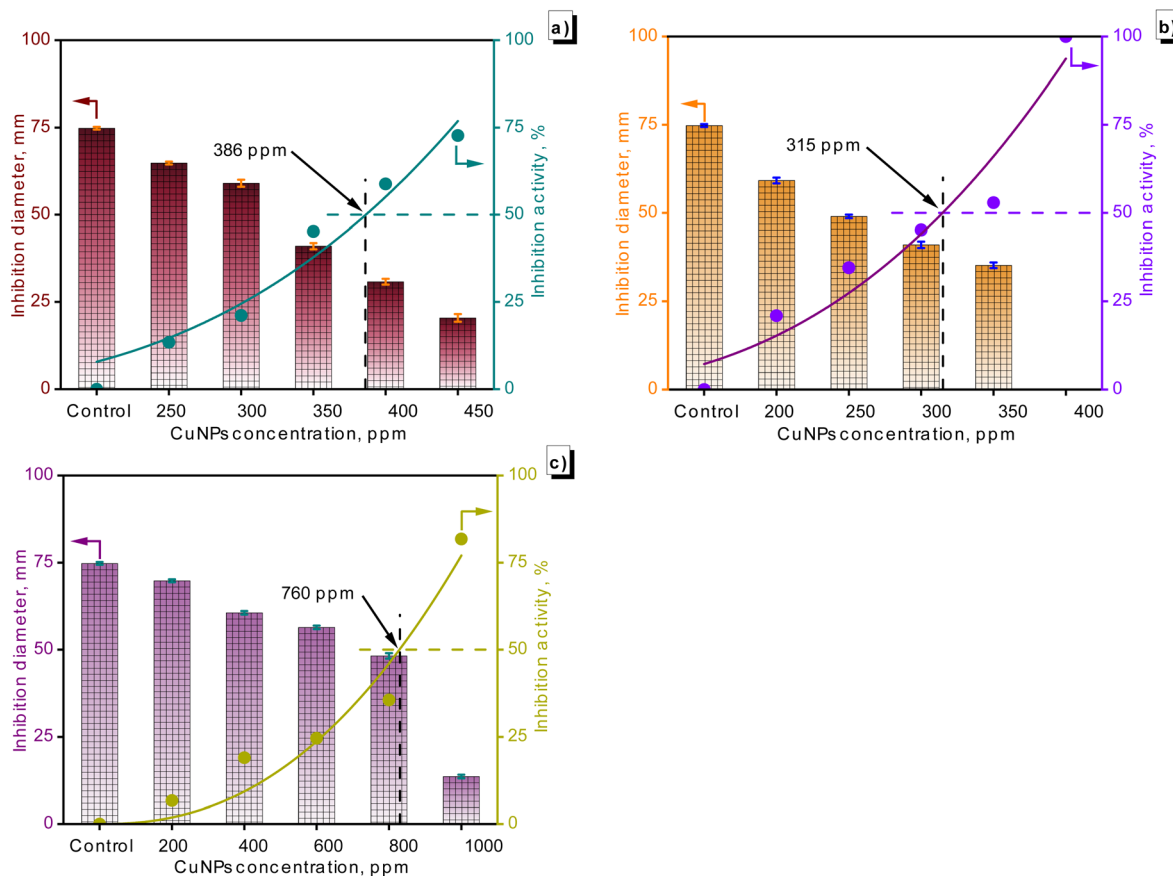 a)
100
75
50
25
0
Inhibition diameter, mm
386 ppm
100
75
50
25
0
Inhibition activity, %
Control 250 300 350 400 450
CuNPs concentration, ppm
b)
100
75
50
25
0
Inhibition diameter, mm
315 ppm
100
75
50
25
0
Inhibition activity, %
Control 200 250 300 350 400
CuNPs concentration, ppm
c)
100
75
50
25
0
Inhibition diameter, mm
760 ppm
100
75
50
25
0
Inhibition activity, %
Control 200 400 600 800 1000
CuNPs concentration, ppm